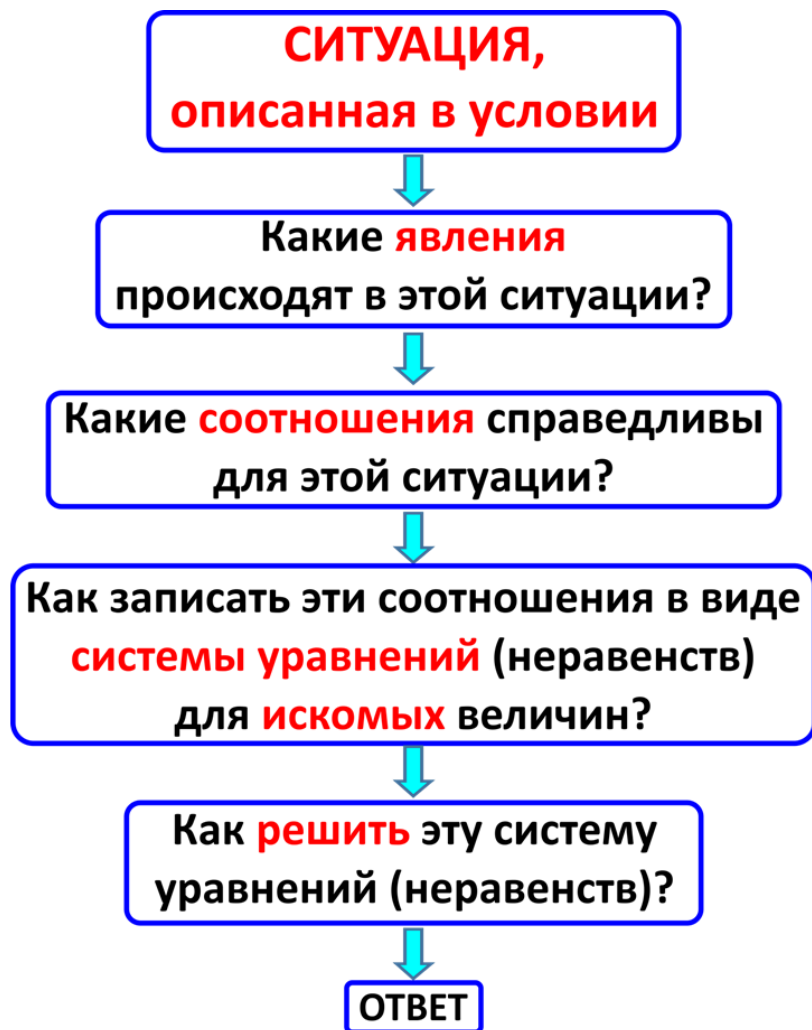 СИТУАЦИЯ,
описанная в условии
Какие явления
происходят в этой ситуации?
Какие соотношения справедливы
для этой ситуации?
Как записать эти соотношения в виде
системы уравнений (неравенств)
для искомых величин?
Как решить эту систему
уравнений (неравенств)?
ОТВЕТ